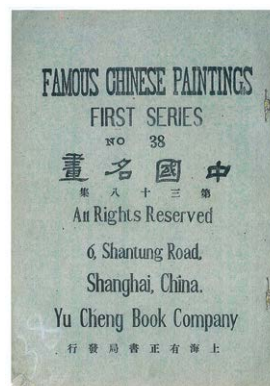 FAMOUS CHINESE PAINTINGS
FIRST SERIES
NO 38
中國名畫
第三十八集
All Rights Reserved
6, Shantung Road,
Shanghai, China.
Yu Cheng Book Company
上海有正書局發行